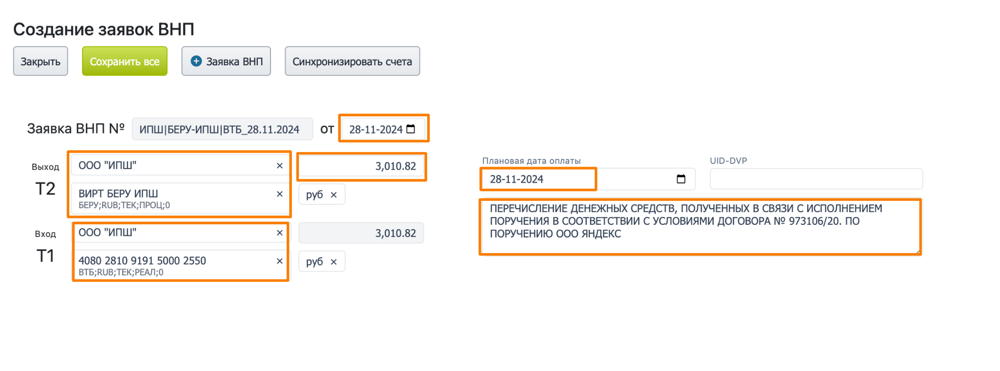 Создание заявок ВНП
Закрыть
Сохранить все
Заявка ВНП
Синхронизировать счета
Заявка ВНП № ИПШ|БЕРУ-ИПШ|ВТБ_28.11.2024 от 28-11-2024
Выход
Т2
ООО "ИПШ" ×
3,010.82
ВИРТ БЕРУ ИПШ ×
БЕРУ;RUB;ТЕК;ПРОЦ;0
руб ×
Вход
Т1
ООО "ИПШ" ×
3,010.82
4080 2810 9191 5000 2550 ×
ВТБ;RUB;ТЕК;РЕАЛ;0
руб ×
Плановая дата оплаты
28-11-2024
UID-DVP
ПЕРЕЧИСЛЕНИЕ ДЕНЕЖНЫХ СРЕДСТВ, ПОЛУЧЕННЫХ В СВЯЗИ С ИСПОЛНЕНИЕМ
ПОРУЧЕНИЯ В СООТВЕТСТВИИ С УСЛОВИЯМИ ДОГОВОРА № 973106/20. ПО
ПОРУЧЕНИЮ ООО ЯНДЕКС